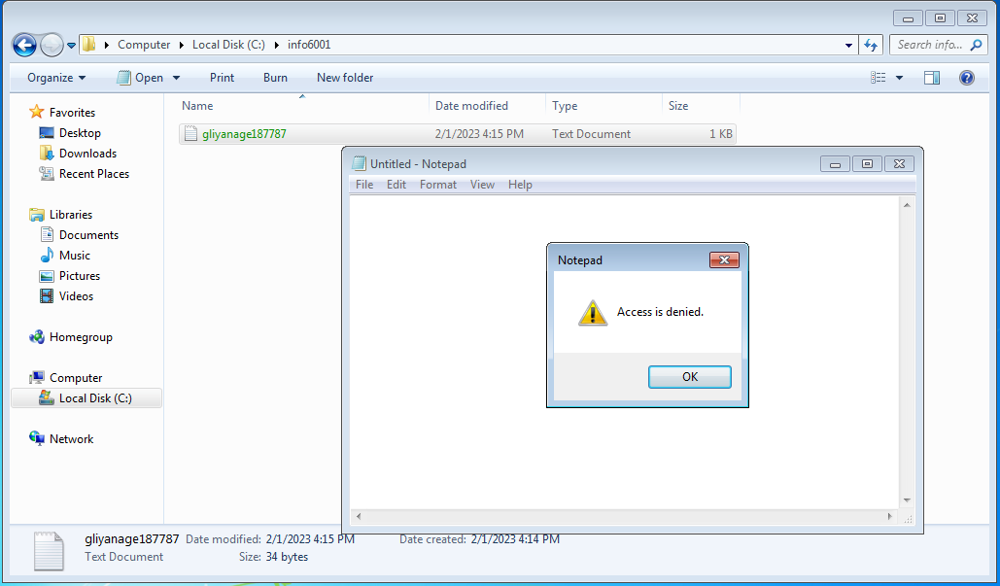 Computer Local Disk (C:) info6001
Search info...
Organize Open Print Burn New folder
Favorites
Desktop
Downloads
Recent Places
Libraries
Documents
Music
Pictures
Videos
Homegroup
Computer
Local Disk (C:)
Network
Name Date modified Type Size
gliyanage187787 2/1/2023 4:15 PM Text Document 1 KB
Untitled - Notepad
File Edit Format View Help
Notepad
Access is denied.
OK
gliyanage187787 Date modified: 2/1/2023 4:15 PM Date created: 2/1/2023 4:14 PM
Text Document Size: 34 bytes